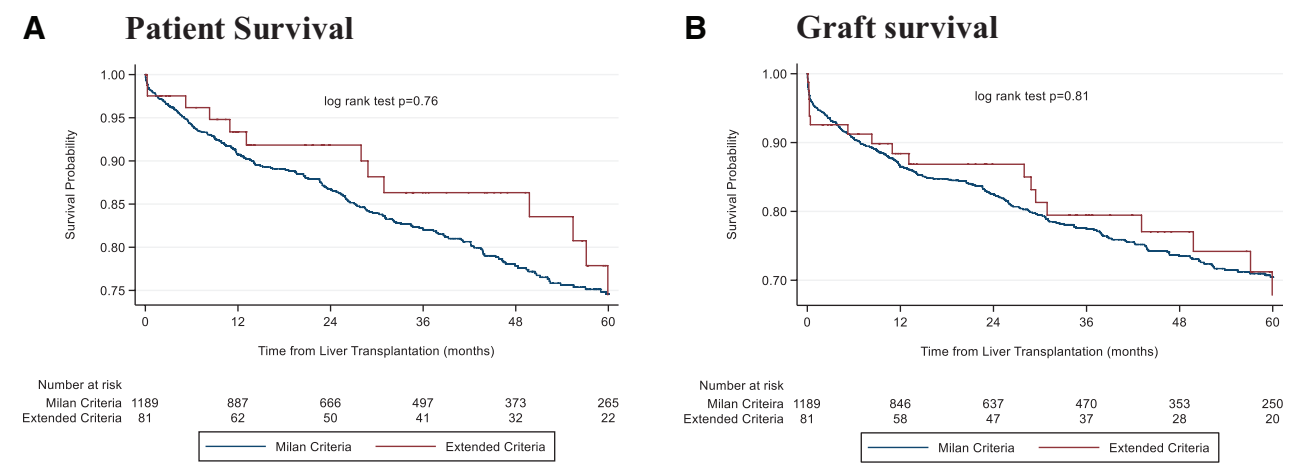 A Patient Survival
log rank test p=0.76
Survival Probability
1.00
0.95
0.90
0.85
0.80
0.75
0 12 24 36 48 60
Time from Liver Transplantation (months)
Number at risk
Milan Criteria 1189 887 666 497 373 265
Extended Criteria 81 62 50 41 32 22
Milan Criteria Extended Criteria
B Graft survival
log rank test p=0.81
Survival Probability
1.00
0.90
0.80
0.70
0 12 24 36 48 60
Time from Liver Transplantation (months)
Number at risk
Milan Criteira 1189 846 637 470 353 250
Extended Criteria 81 58 47 37 28 20
Milan Criteria Extended Criteria